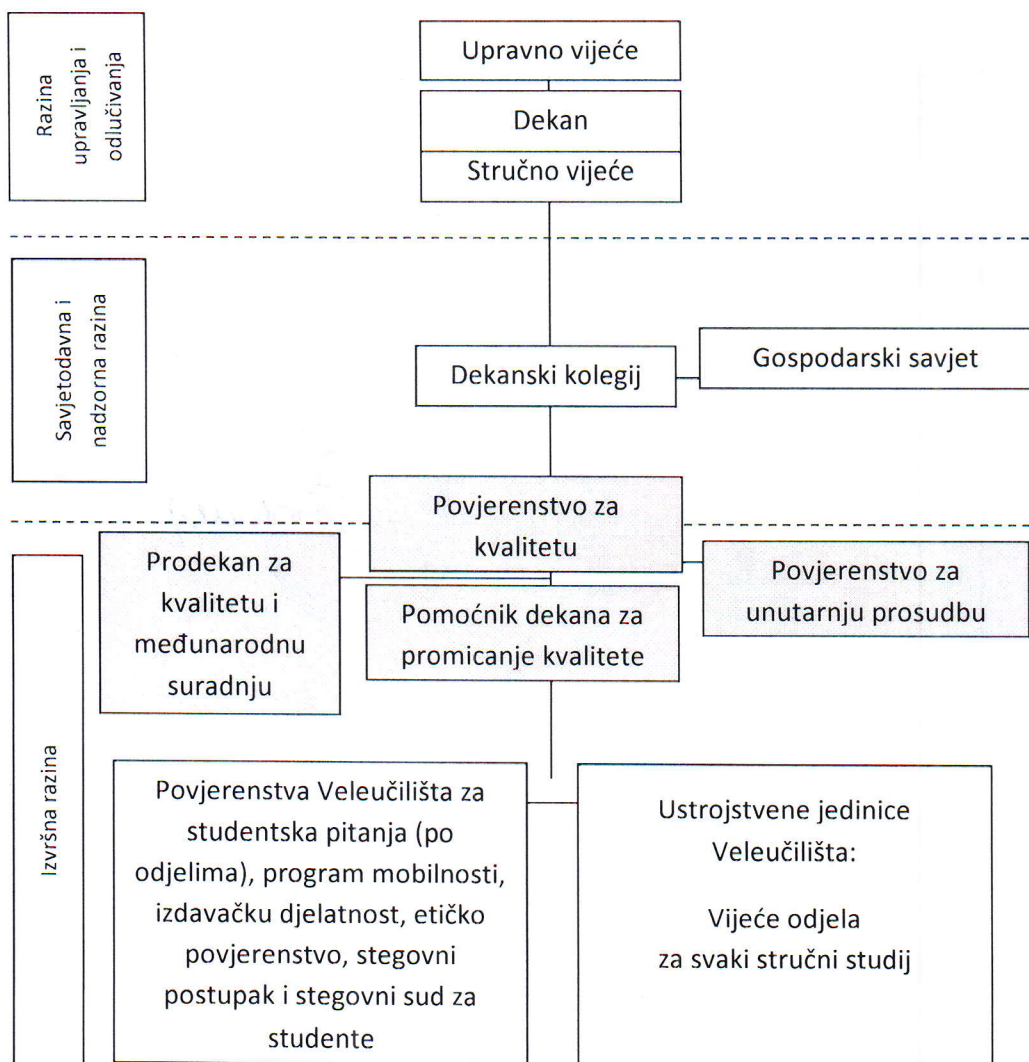 Razina
upravljanja i
odlučivanja
Upravno vijeće
Dekan
Stručno vijeće
Savjetodavna i
nadzorna razina
Dekanski kolegij
Gospodarski savjet
Povjerenstvo za
kvalitetu
Izvršna razina
Prodekan za
kvalitetu i
međunarodnu
suradnju
Pomoćnik dekana za
promicanje kvalitete
Povjerenstvo za
unutarnju prosudbu
Povjerenstva Veleučilišta za
studentska pitanja (po
odjelima), program mobilnosti,
izdavačku djelatnost, etičko
povjerenstvo, stegovni
postupak i stegovni sud za
studente
Ustrojstvene jedinice
Veleučilišta:
Vijeće odjela
za svaki stručni studij